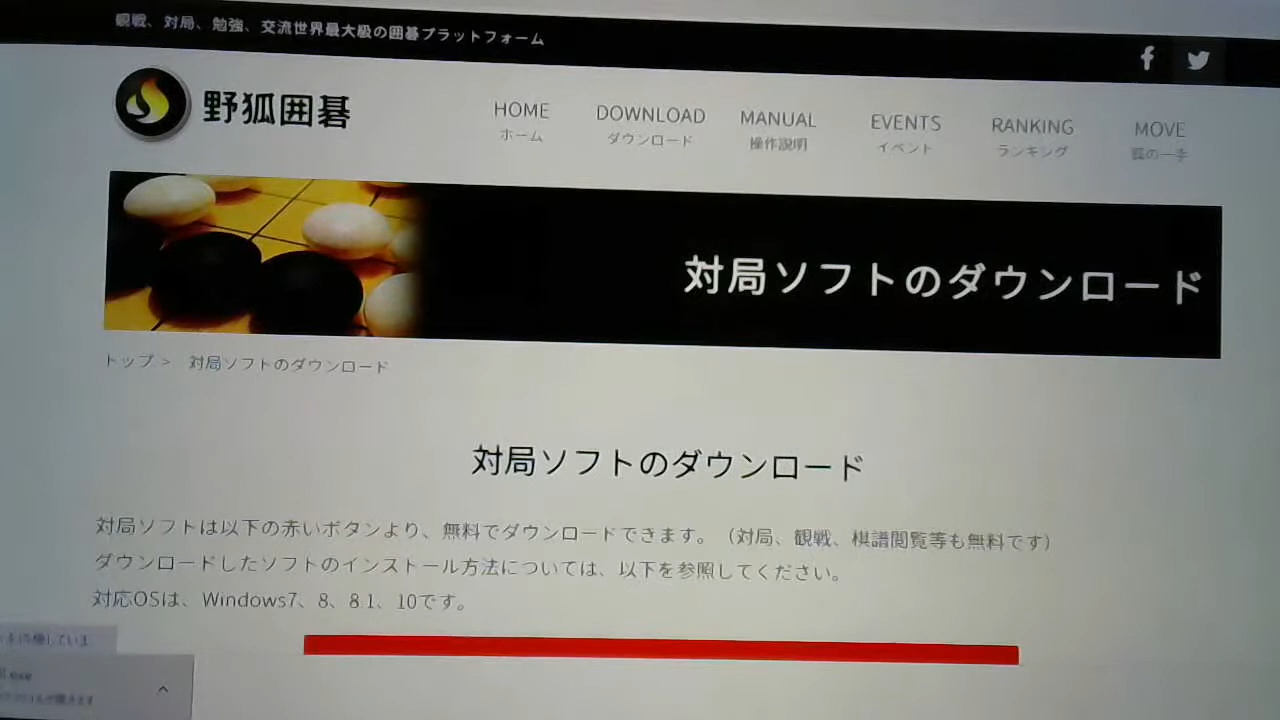 観戦、対局、勉強、交流世界最大級の囲碁プラットフォーム
野狐囲碁
HOME
ホーム
DOWNLOAD
ダウンロード
MANUAL
操作説明
EVENTS
イベント
RANKING
ランキング
MOVE
狐の一手
対局ソフトのダウンロード
トップ > 対局ソフトのダウンロード
対局ソフトのダウンロード
対局ソフトは以下の赤いボタンより、無料でダウンロードできます。（対局、観戦、棋譜閲覧等も無料です）
ダウンロードしたソフトのインストール方法については、以下を参照してください。
対応OSは、Windows7、8、8.1、10です。